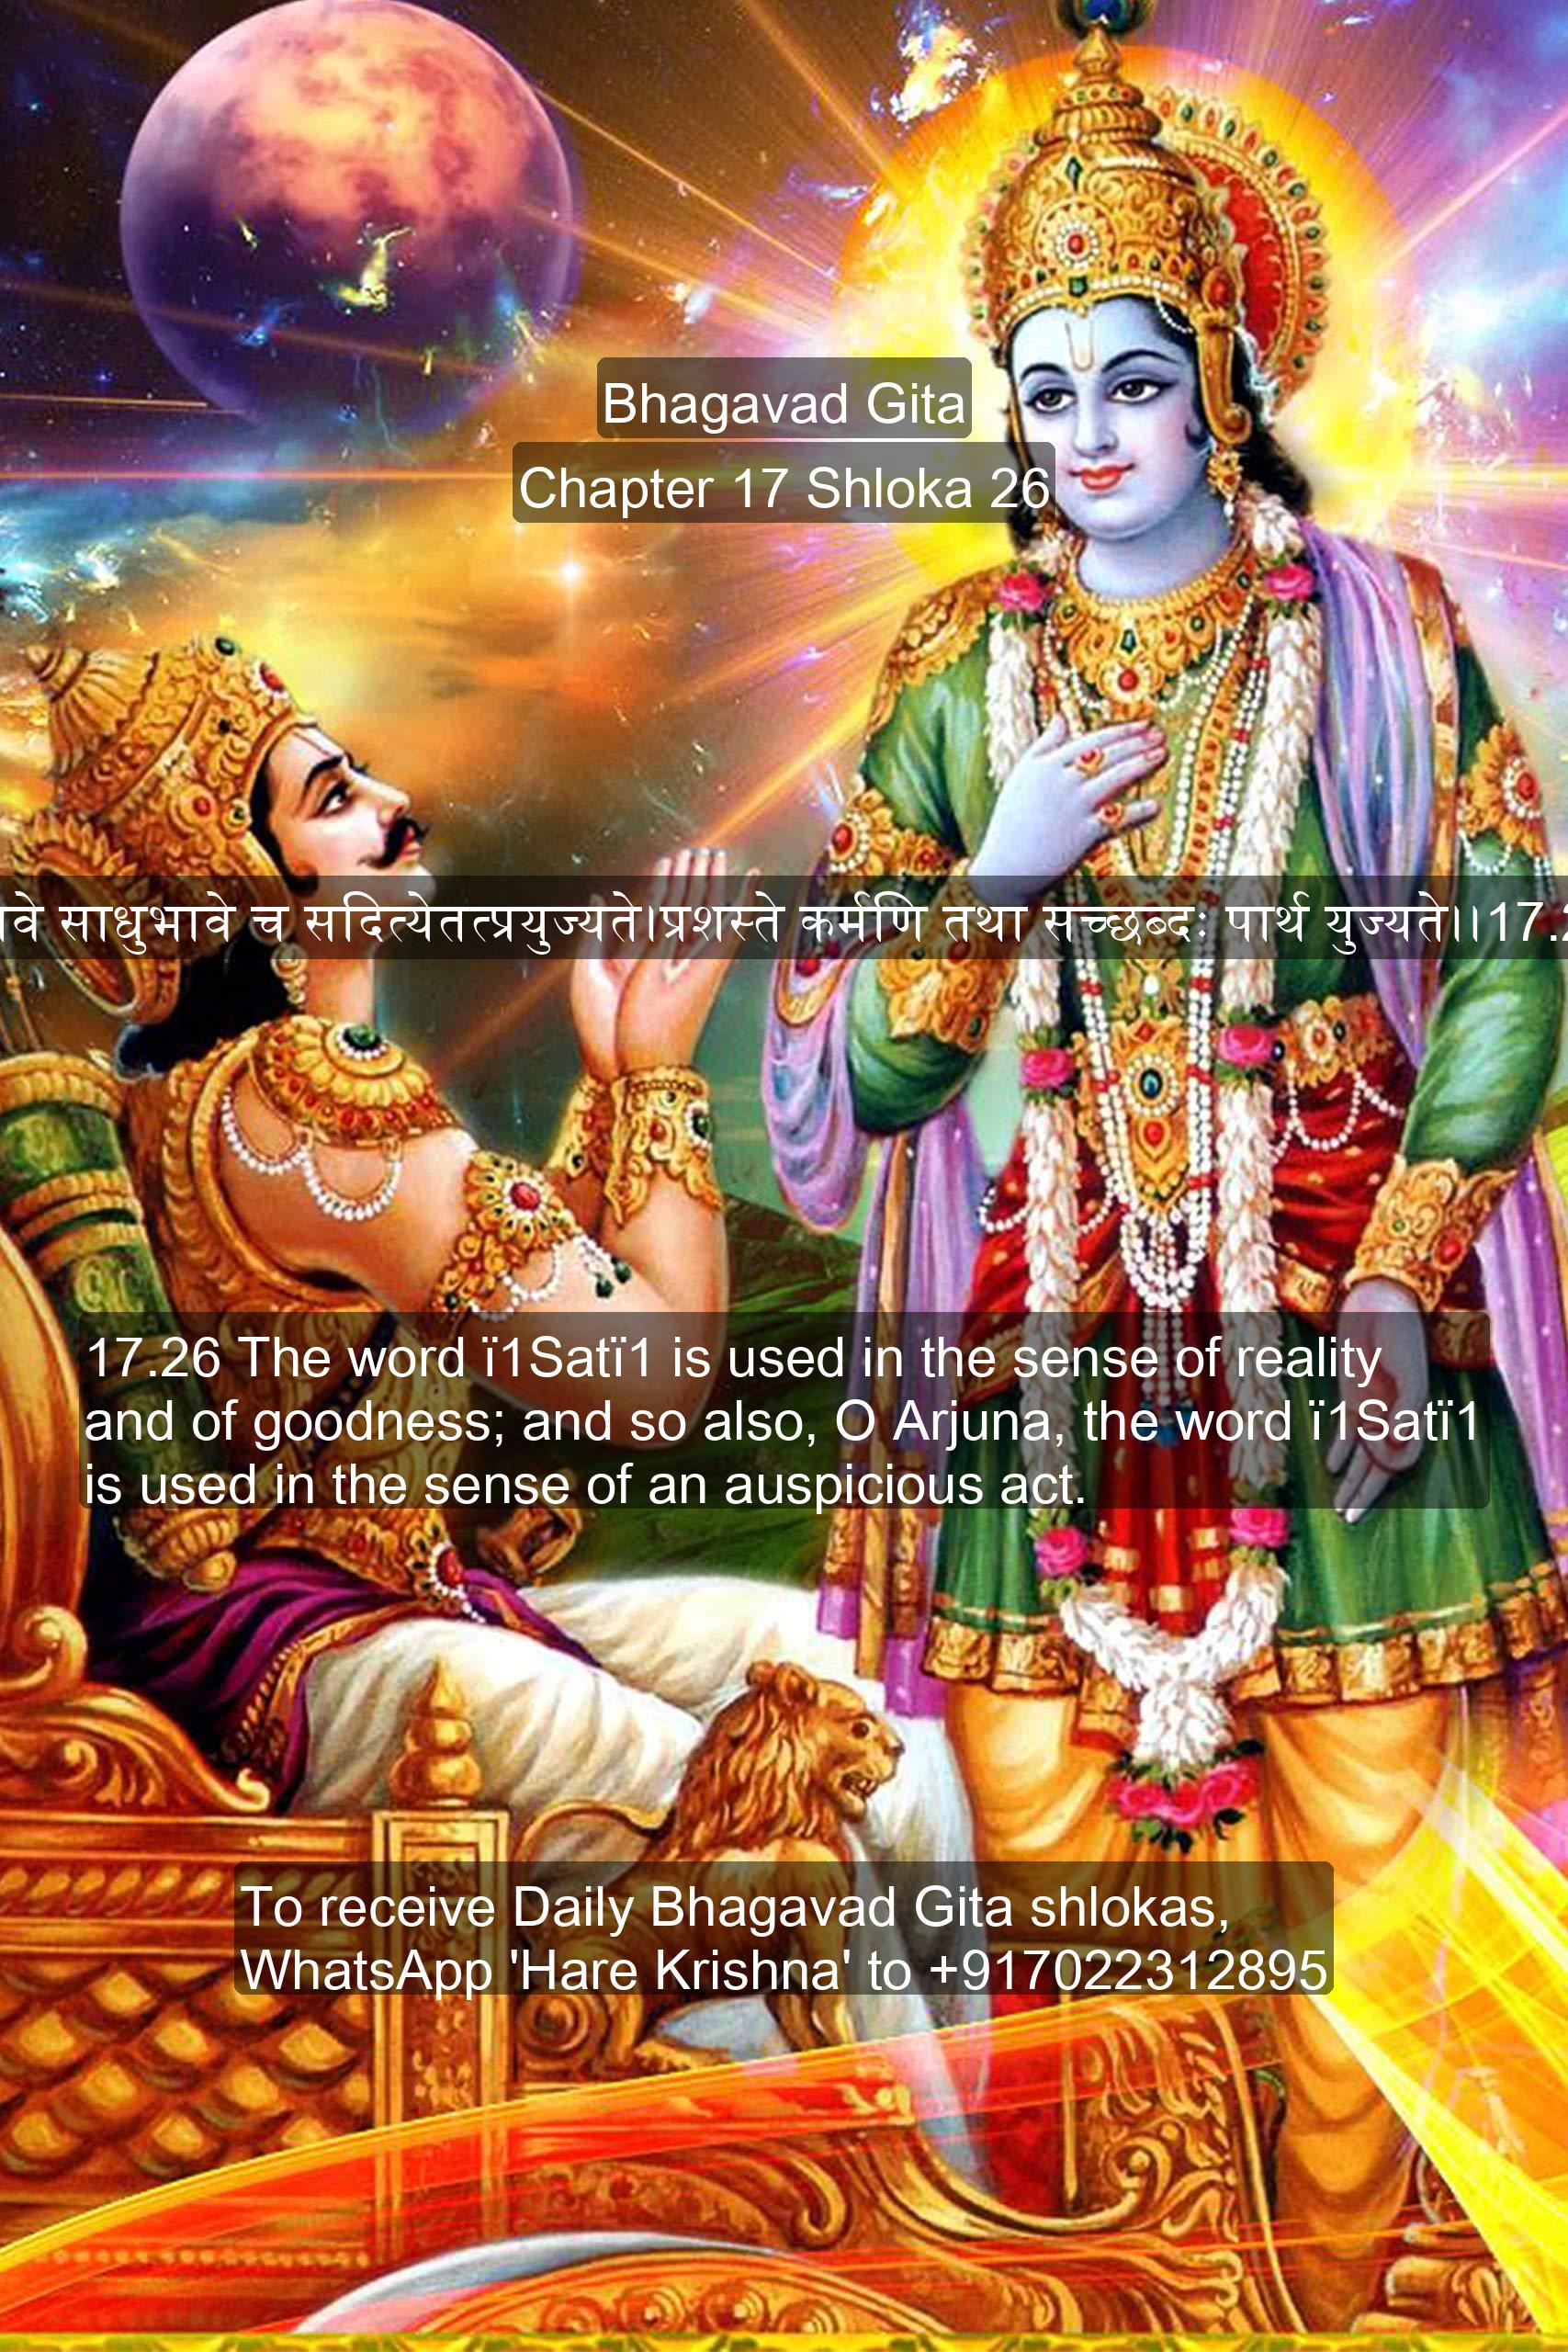 Bhagavad Gita
Chapter 17 Shloka 26
साधुभावे च सदित्येतत्प्रयुज्यते।प्रशस्ते कर्मणि तथा सच्छब्दः पार्थ युज्यते।।17.
17.26 The word ï1Satï1 is used in the sense of reality
and of goodness; and so also, O Arjuna, the word ï1Satï1
is used in the sense of an auspicious act.
To receive Daily Bhagavad Gita shlokas,
WhatsApp 'Hare Krishna' to +917022312895